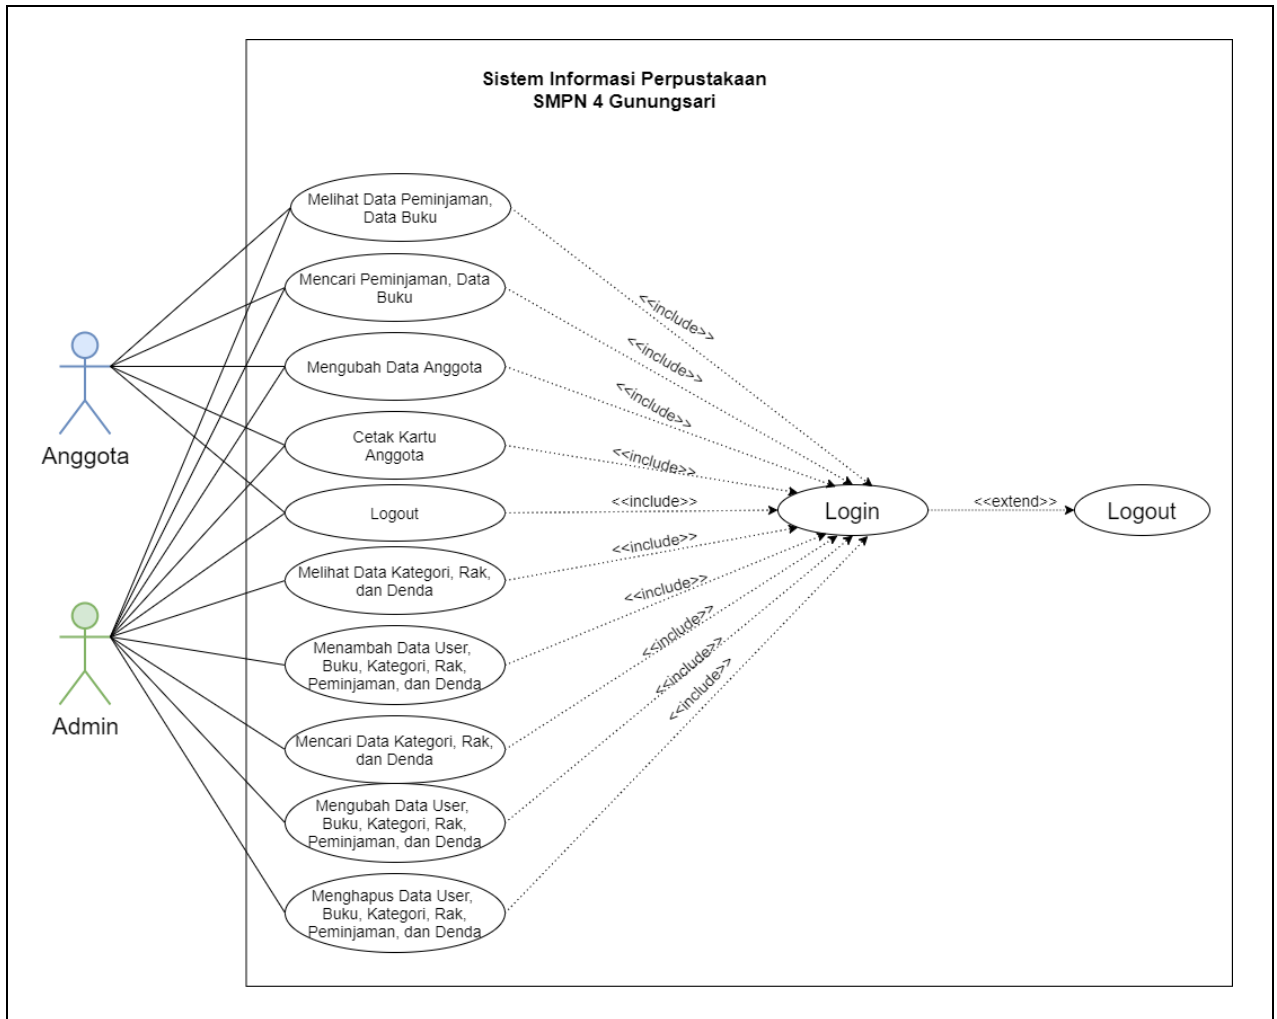 Sistem Informasi Perpustakaan
SMPN 4 Gunungsari
Melihat Data Peminjaman,
Data Buku
Mencari Peminjaman, Data
Buku
Mengubah Data Anggota
Cetak Kartu
Anggota
Logout
Melihat Data Kategori, Rak,
dan Denda
Menambah Data User,
Buku, Kategori, Rak,
Peminjaman, dan Denda
Mencari Data Kategori, Rak,
dan Denda
Mengubah Data User,
Buku, Kategori, Rak,
Peminjaman, dan Denda
Menghapus Data User,
Buku, Kategori, Rak,
Peminjaman, dan Denda
Anggota
Admin
<<include>>
<<include>>
<<include>>
<<include>>
<<include>>
<<include>>
<<include>>
<<include>>
<<include>>
<<include>>
Login
<<extend>>
Logout